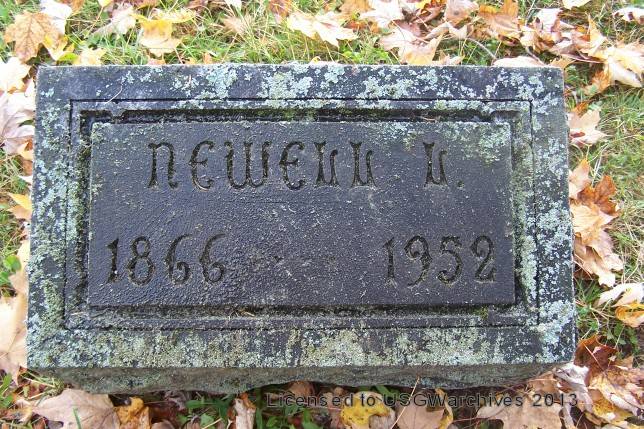 NEWELL L.
1866 1952
Licensed to USGWarchives 2013